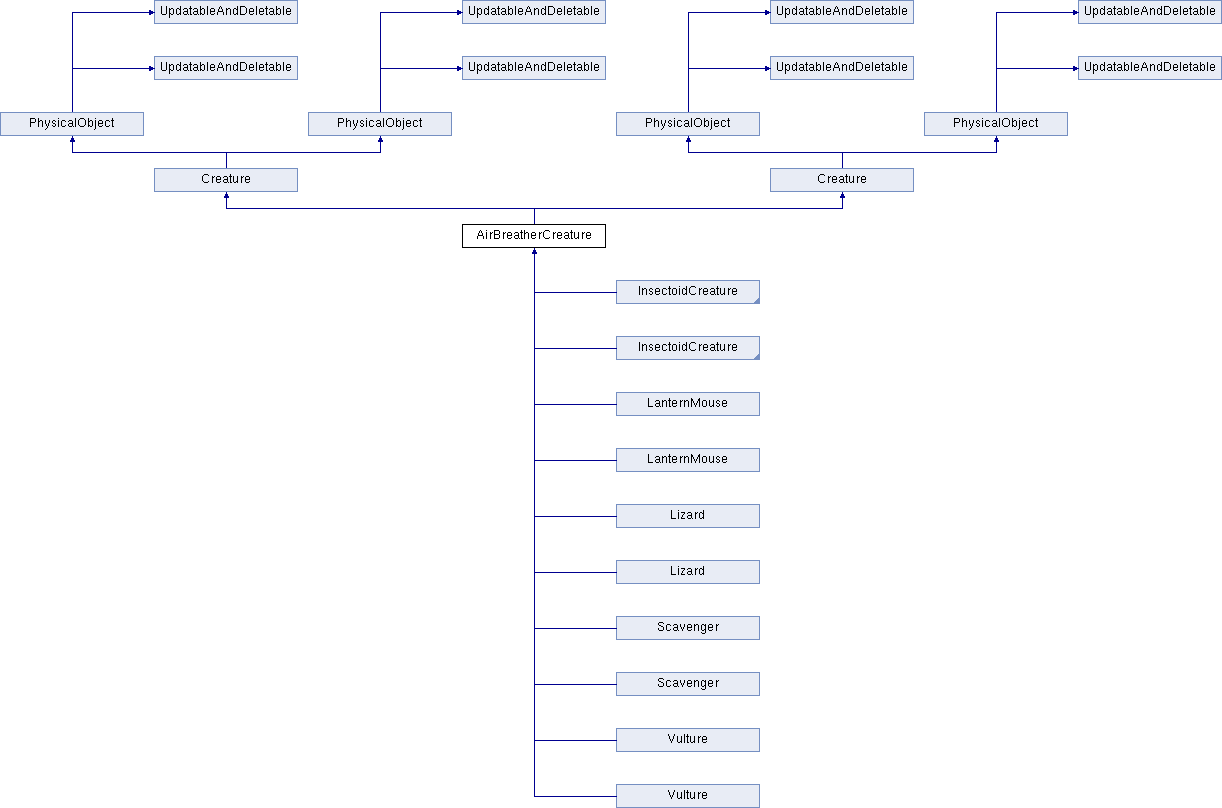 UpdatableAndDeletable UpdatableAndDeletable UpdatableAndDeletable UpdatableAndDeletable
UpdatableAndDeletable UpdatableAndDeletable UpdatableAndDeletable UpdatableAndDeletable
PhysicalObject PhysicalObject PhysicalObject PhysicalObject
Creature Creature
AirBreatherCreature
InsectoidCreature
InsectoidCreature
LanternMouse
LanternMouse
Lizard
Lizard
Scavenger
Scavenger
Vulture
Vulture